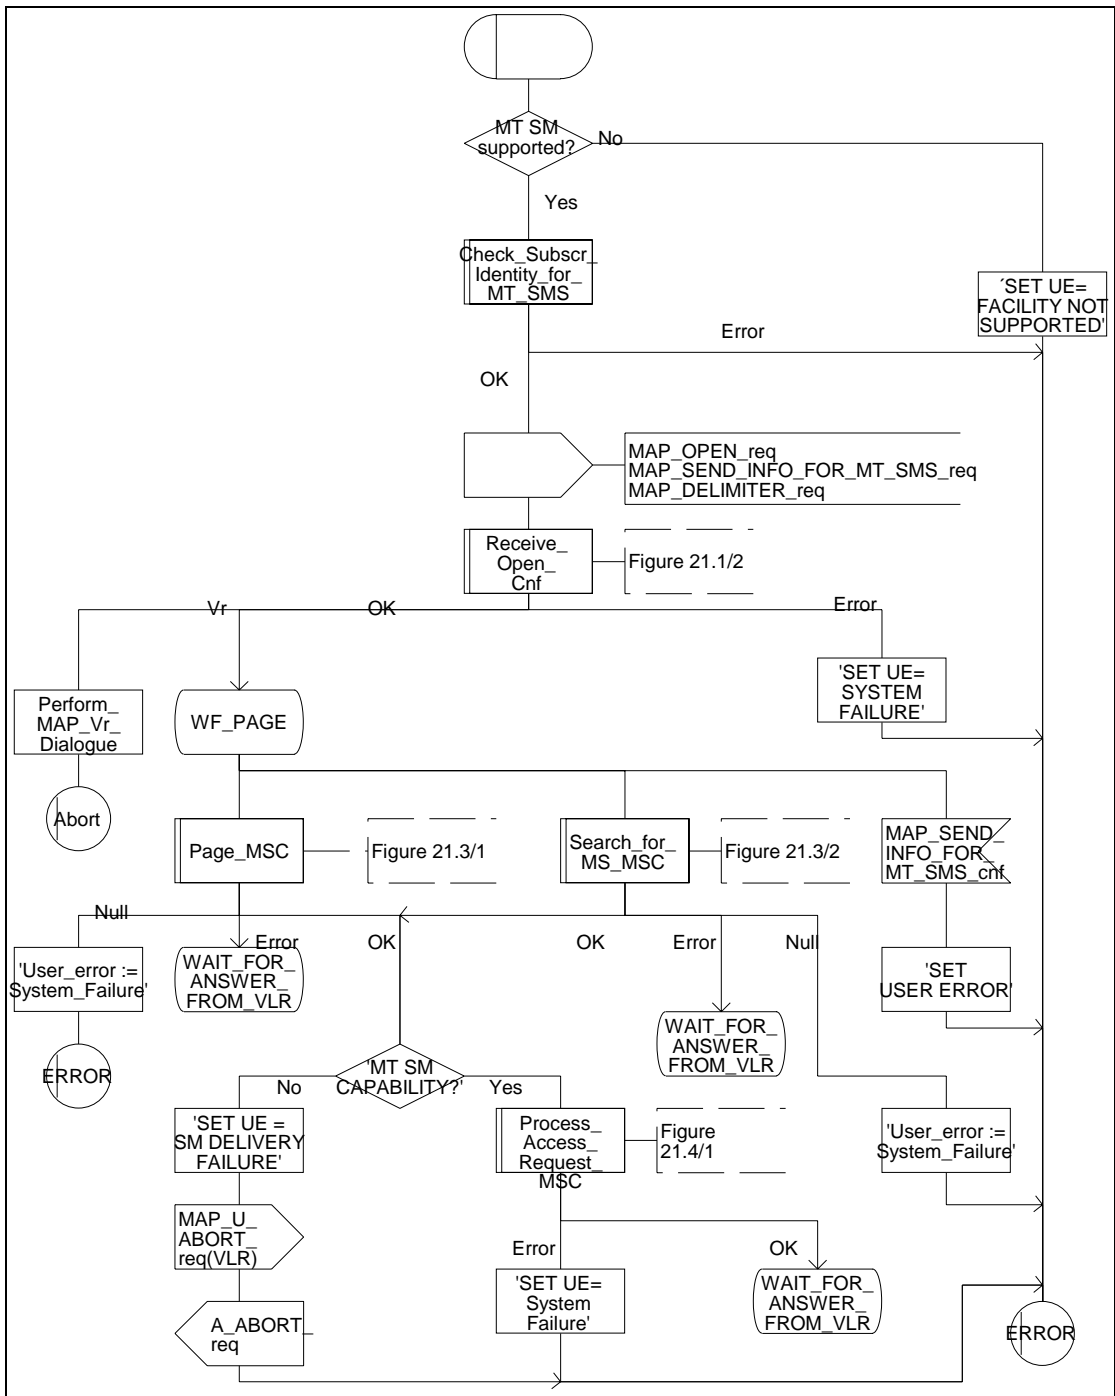 MT SM
supported?
No
Yes
Check_Subscr_
Identity_for_
MT_SMS
´SET UE=
FACILITY NOT
SUPPORTED'
Error
OK
MAP_OPEN_req
MAP_SEND_INFO_FOR_MT_SMS_req
MAP_DELIMITER_req
Receive_
Open_
Cnf
Figure 21.1/2
Vr
OK
Error
Perform_
MAP_Vr_
Dialogue
WF_PAGE
'SET UE=
SYSTEM
FAILURE'
Abort
Page_MSC
Figure 21.3/1
Search_for_
MS_MSC
Figure 21.3/2
MAP_SEND_
INFO_FOR_
MT_SMS_cnf
Null
Error
OK
OK
Error
Null
'User_error :=
System_Failure'
WAIT_FOR_
ANSWER_
FROM_VLR
'SET
USER ERROR'
WAIT_FOR_
ANSWER_
FROM_VLR
ERROR
'MT SM
CAPABILITY?'
No
Yes
'SET UE =
SM DELIVERY
FAILURE'
Process_
Access_
Request_
MSC
Figure
21.4/1
'User_error :=
System_Failure'
MAP_U_
ABORT_
req(VLR)
Error
OK
'SET UE=
System
Failure'
WAIT_FOR_
ANSWER_
FROM_VLR
A_ABORT_
req
ERROR